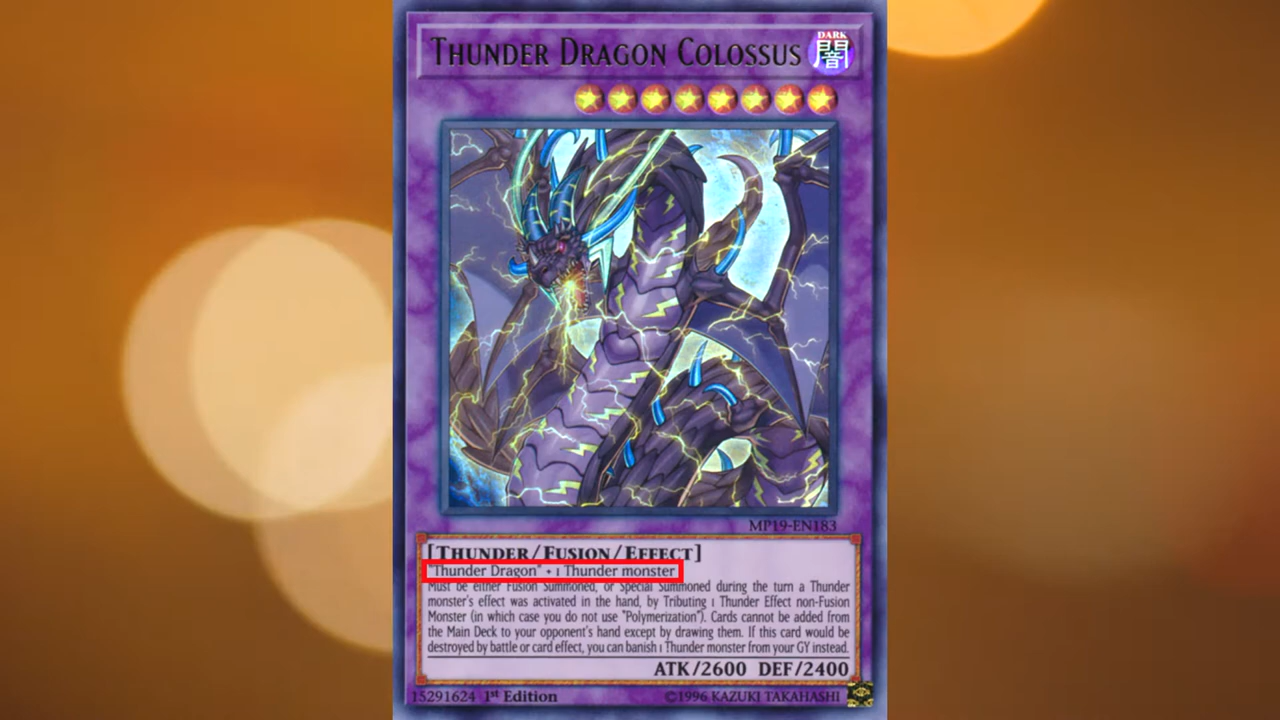 THUNDER DRAGON COLOSSUS
DARK
闇
MP19-EN183
[THUNDER/FUSION/EFFECT]
"Thunder Dragon" + 1 Thunder monster
Must be either Fusion Summoned, or Special Summoned during the turn a Thunder
monster's effect was activated in the hand, by Tributing 1 Thunder Effect non-Fusion
Monster (in which case you do not use "Polymerization"). Cards cannot be added from
the Main Deck to your opponent's hand except by drawing them. If this card would be
destroyed by battle or card effect, you can banish 1 Thunder monster from your GY instead.
ATK/2600 DEF/2400
15291624 1st Edition ©1996 KAZUKI TAKAHASHI